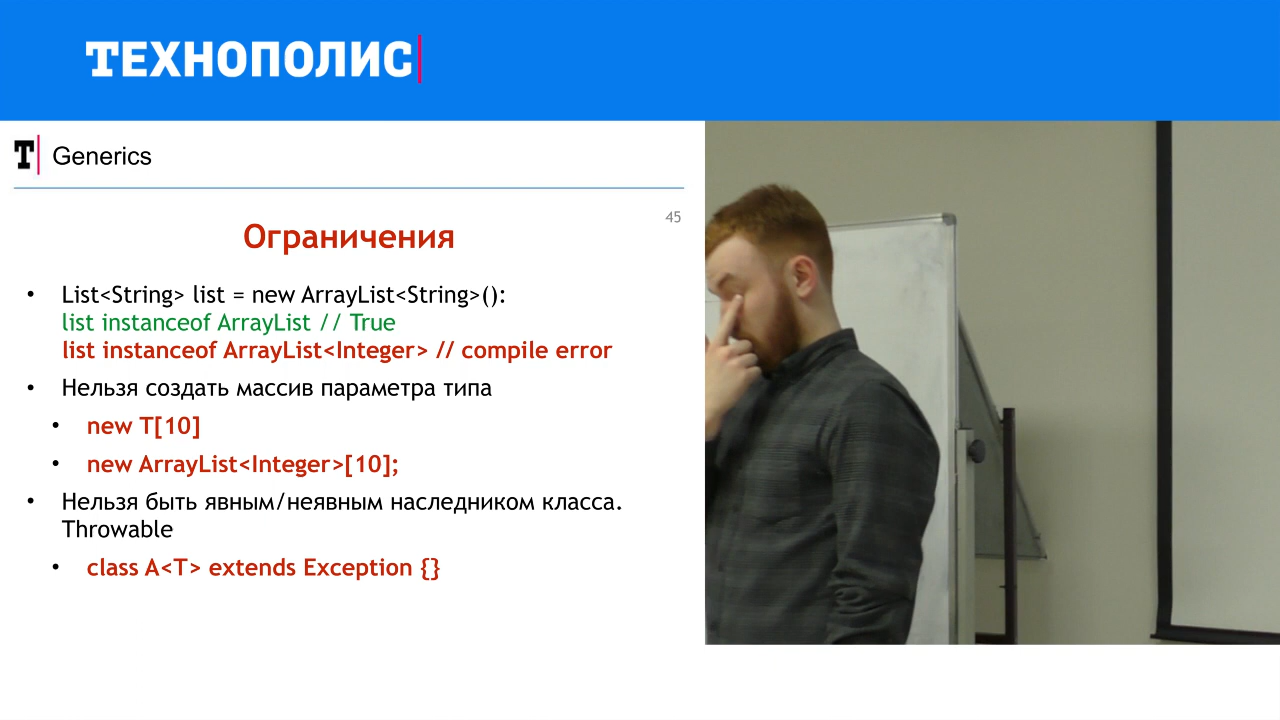 ТЕХНОПОЛИС
T Generics
45
Ограничения
• List<String> list = new ArrayList<String>():
list instanceof ArrayList // True
list instanceof ArrayList<Integer> // compile error
• Нельзя создать массив параметра типа
• new T[10]
• new ArrayList<Integer>[10];
• Нельзя быть явным/неявным наследником класса.
Throwable
• class A<T> extends Exception {}